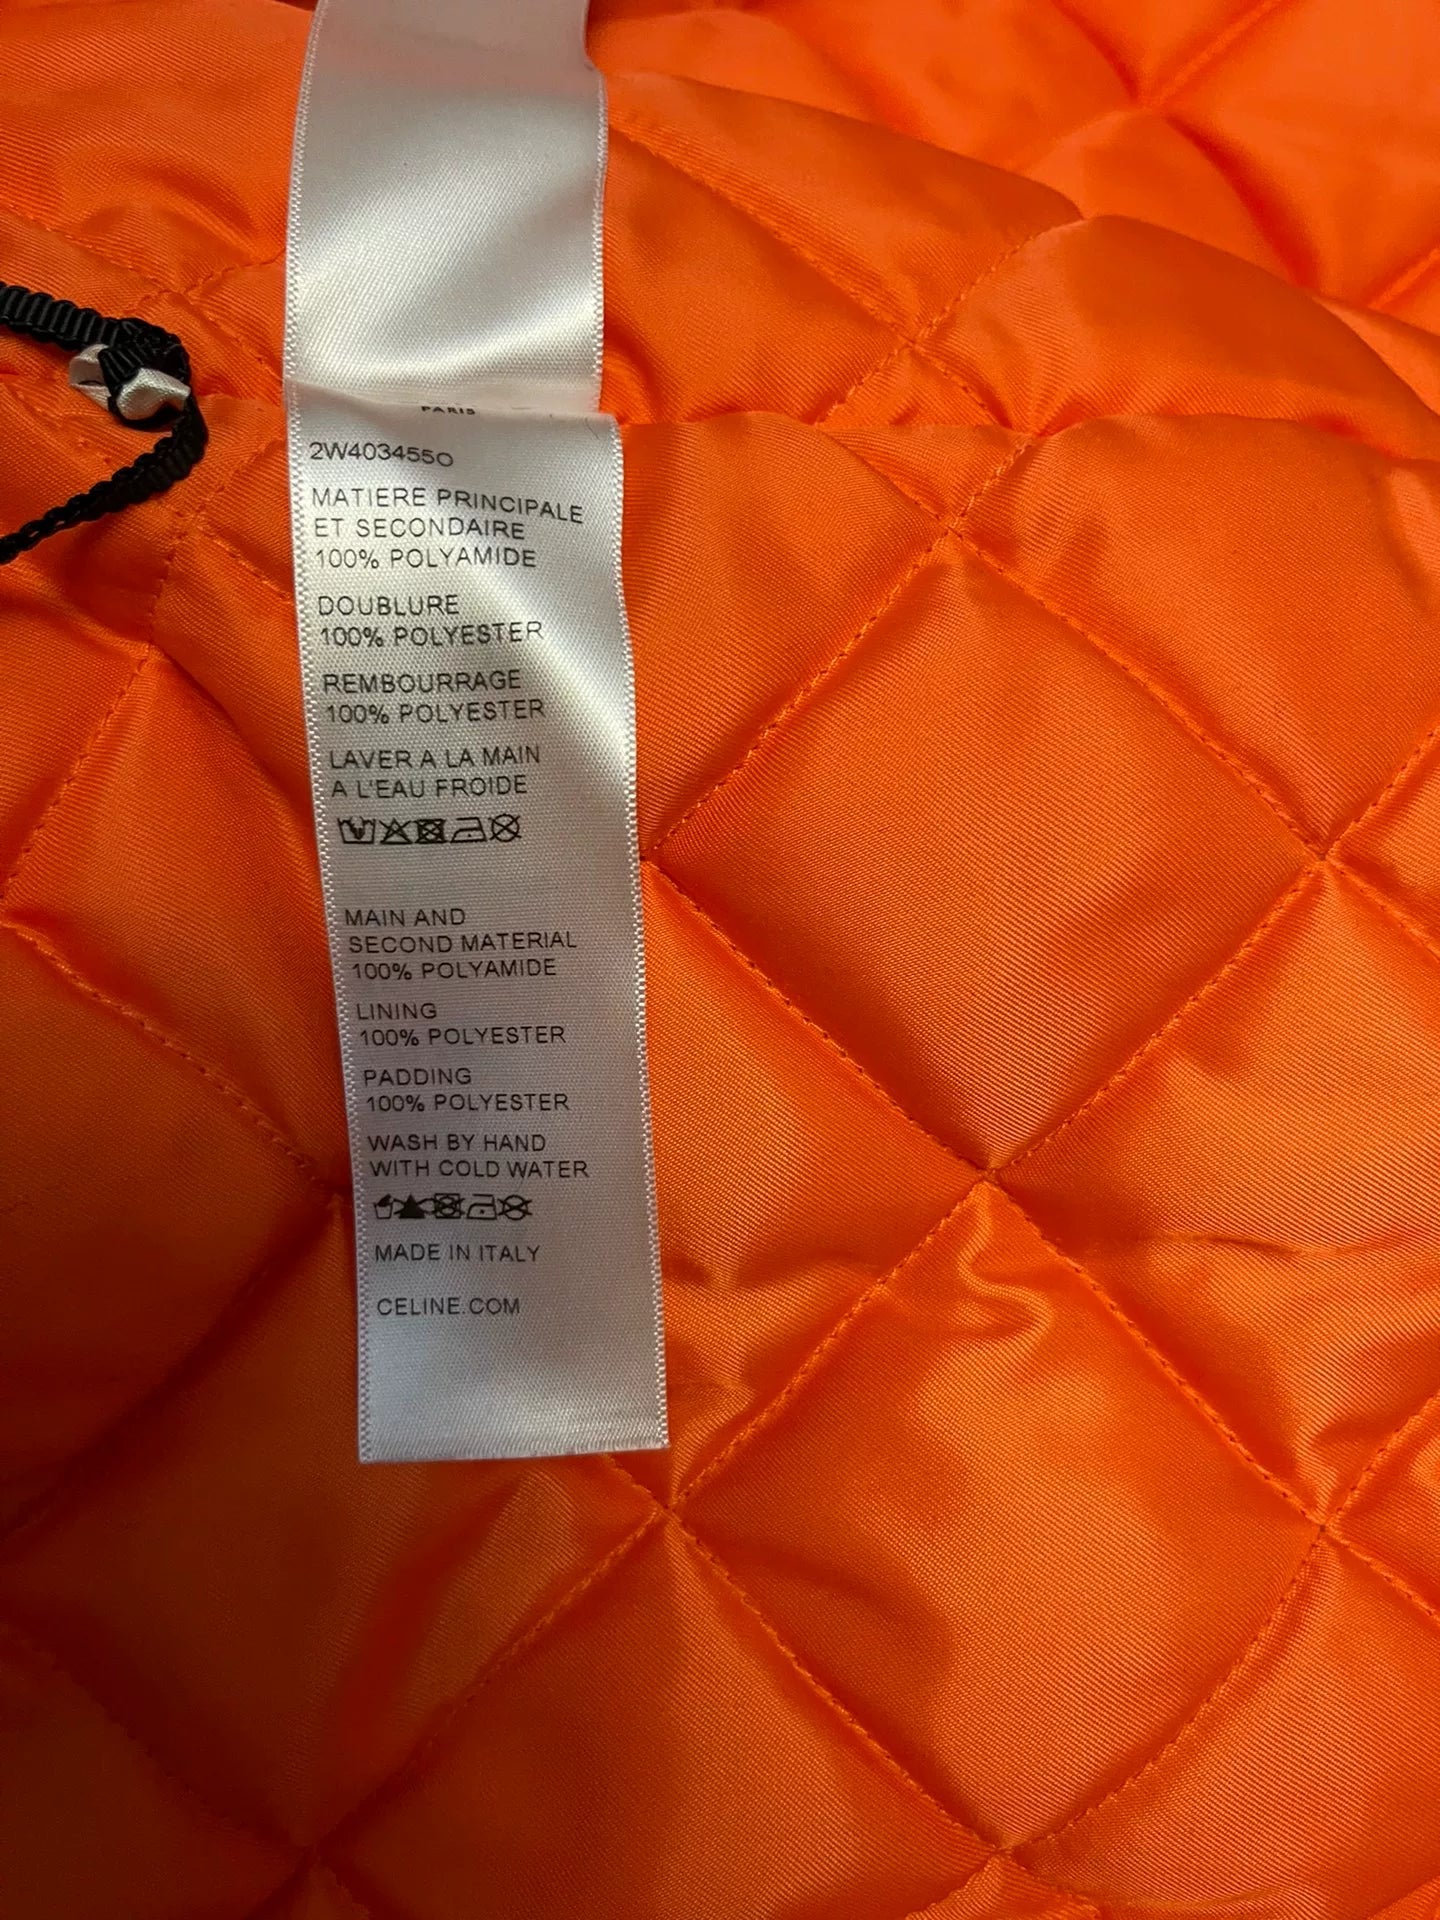 PARIS
2W403455O
MATIERE PRINCIPALE
ET SECONDAIRE
100% POLYAMIDE
DOUBLURE
100% POLYESTER
REMBOURRAGE
100% POLYESTER
LAVER A LA MAIN
A L'EAU FROIDE
MAIN AND
SECOND MATERIAL
100% POLYAMIDE
LINING
100% POLYESTER
PADDING
100% POLYESTER
WASH BY HAND
WITH COLD WATER
MADE IN ITALY
CELINE.COM